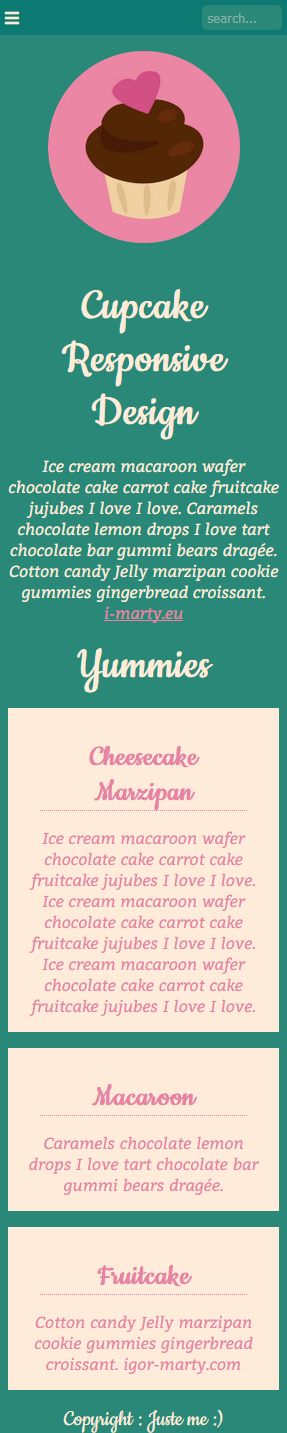 search...
Cupcake
Responsive
Design
Ice cream macaroon wafer
chocolate cake carrot cake fruitcake
jujubes I love I love. Caramels
chocolate lemon drops I love tart
chocolate bar gummi bears dragée.
Cotton candy Jelly marzipan cookie
gummies gingerbread croissant.
i-marty.eu
Yummies
Cheesecake
Marzipan
Ice cream macaroon wafer
chocolate cake carrot cake
fruitcake jujubes I love I love.
Ice cream macaroon wafer
chocolate cake carrot cake
fruitcake jujubes I love I love.
Ice cream macaroon wafer
chocolate cake carrot cake
fruitcake jujubes I love I love.
Macaroon
Caramels chocolate lemon
drops I love tart chocolate bar
gummi bears dragée.
Fruitcake
Cotton candy Jelly marzipan
cookie gummies gingerbread
croissant. igor-marty.com
Copyright : Juste me :)